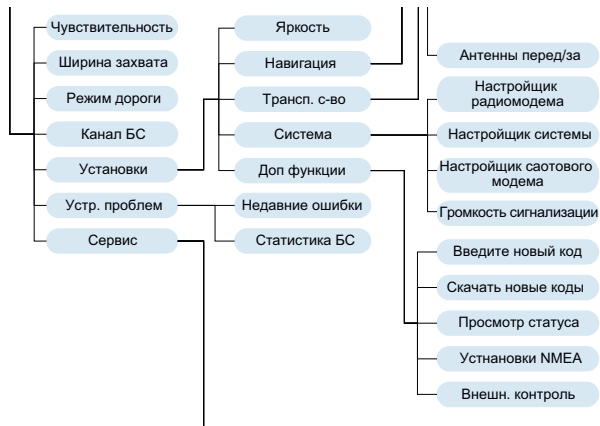 Чувствительность
Ширина захвата
Режим дороги
Канал БС
Установки
Устр. проблем
Сервис
Яркость
Навигация
Трансп. с-во
Система
Доп функции
Недавние ошибки
Статистика БС
Антенны перед/за
Настройщик
радиомодема
Настройщик системы
Настройщик саотового
модема
Громкость сигнализации
Введите новый код
Скачать новые коды
Просмотр статуса
Устнановки NMEA
Внешн. контроль